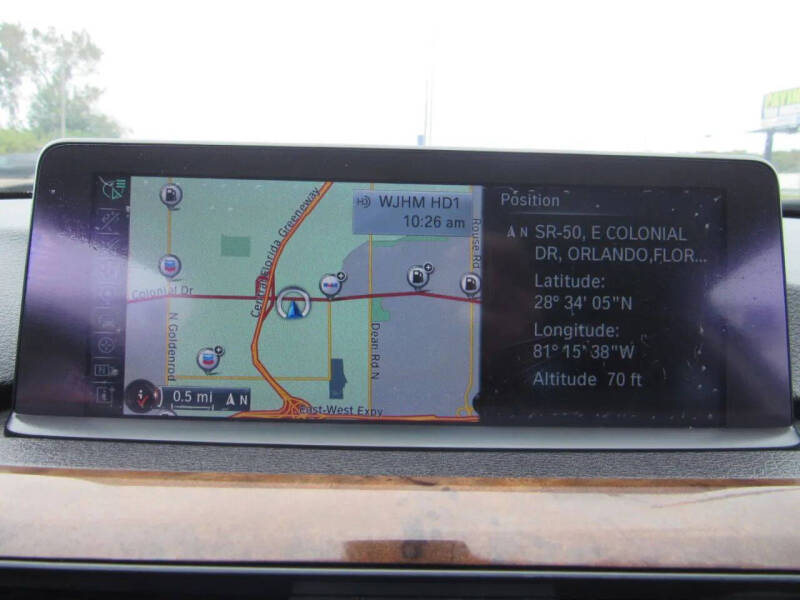 WJHM HD1
10:26 am
Central Florida Greeneway
Rouse Rd
Colonial Dr
N Goldenrod
Dean Rd N
East-West Expy
0.5 mi N
Position
N SR-50, E COLONIAL
DR, ORLANDO,FLOR...
Latitude:
28° 34' 05"N
Longitude:
81° 15' 38"W
Altitude 70 ft